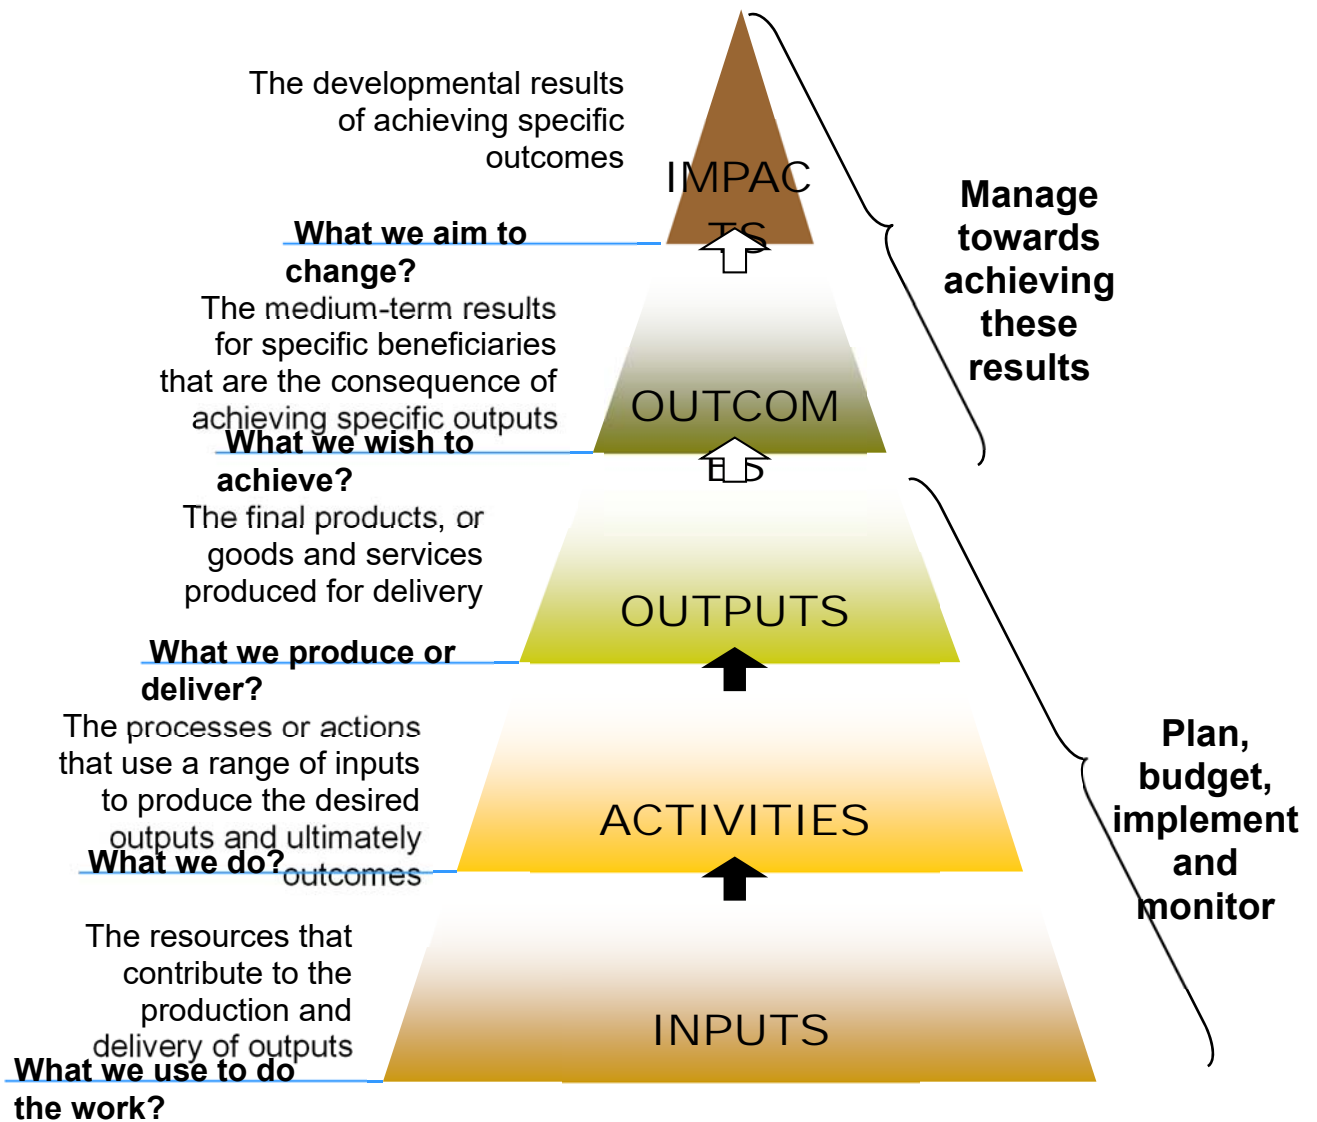 The developmental results
of achieving specific
outcomes
IMPAC
TS
What we aim to
change?
Manage
towards
achieving
these
results
The medium-term results
for specific beneficiaries
that are the consequence of
achieving specific outputs
OUTCOM
ES
What we wish to
achieve?
The final products, or
goods and services
produced for delivery
OUTPUTS
What we produce or
deliver?
The processes or actions
that use a range of inputs
to produce the desired
outputs and ultimately
outcomes
ACTIVITIES
What we do?
Plan,
budget,
implement
and
monitor
The resources that
contribute to the
production and
delivery of outputs
INPUTS
What we use to do
the work?